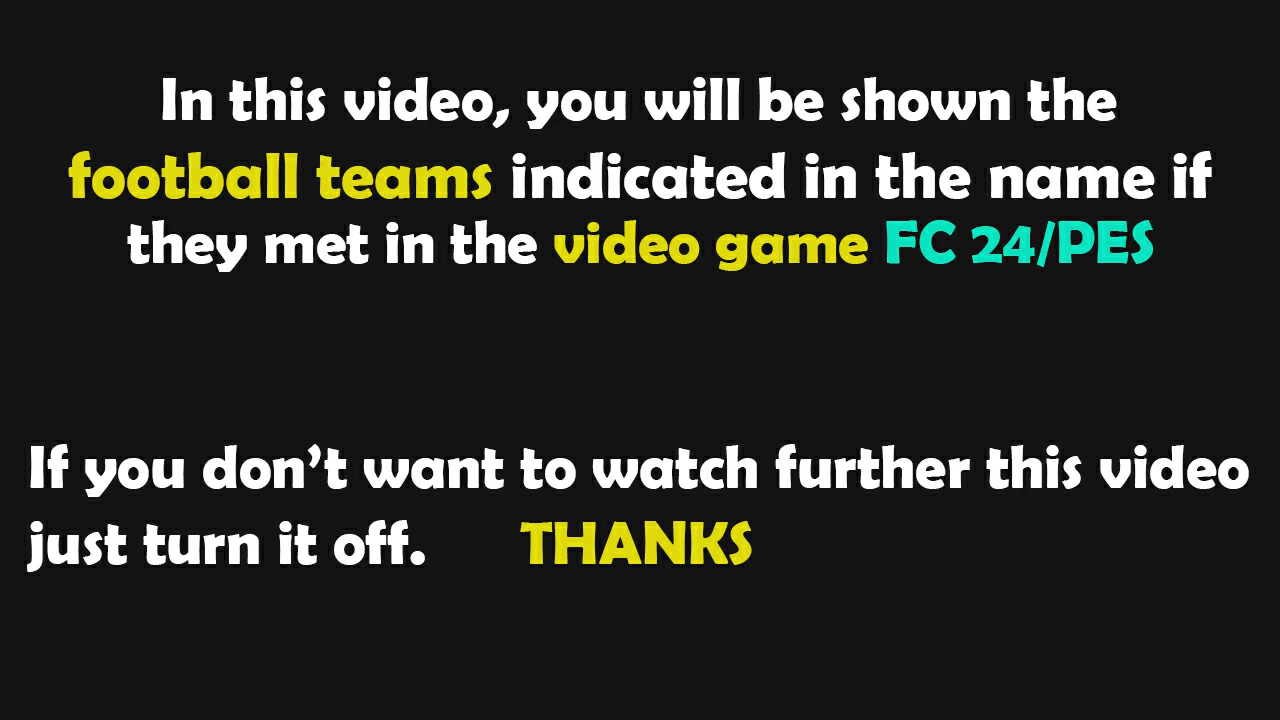 In this video, you will be shown the
football teams indicated in the name if
they met in the video game FC 24/PES
If you don’t want to watch further this video
just turn it off. THANKS